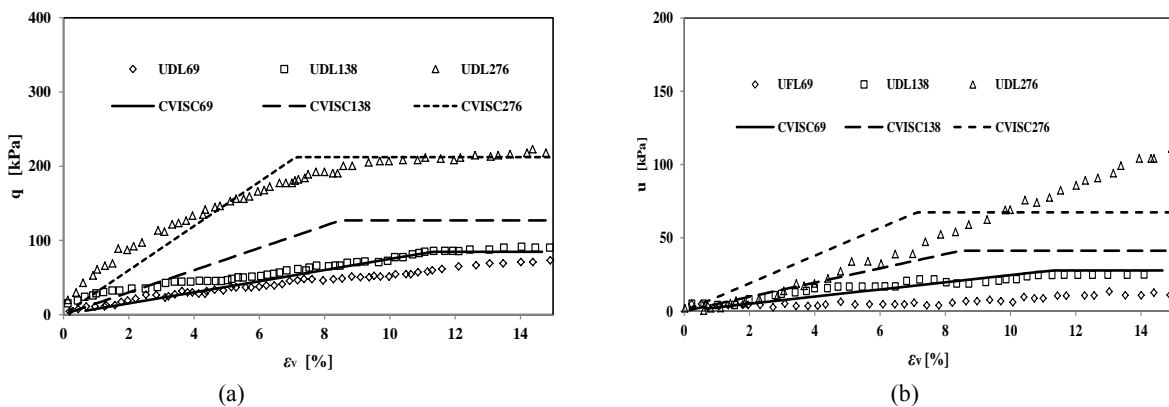 400
300
200
100
0
q [kPa]
UDL69 UDL138 UDL276
CVISC69 CVISC138 CVISC276
0 2 4 6 8 10 12 14
εv [%]
(a)
200
150
100
50
0
u [kPa]
UFL69 UDL138 UDL276
CVISC69 CVISC138 CVISC276
0 2 4 6 8 10 12 14
εv [%]
(b)